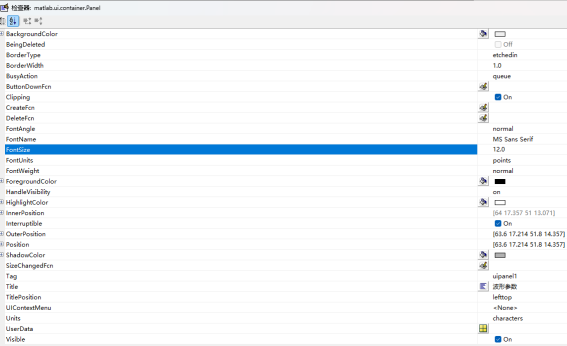 检查器: matlab.ui.container.Panel
BackgroundColor
BeingDeleted Off
BorderType etchedin
BorderWidth 1.0
BusyAction queue
ButtonDownFcn
Clipping On
CreateFcn
DeleteFcn
FontAngle normal
FontName MS Sans Serif
FontSize 12.0
FontUnits points
FontWeight normal
ForegroundColor
HandleVisibility on
HighlightColor
InnerPosition [64 17.357 51 13.071]
Interruptible On
OuterPosition [63.6 17.214 51.8 14.357]
Position [63.6 17.214 51.8 14.357]
ShadowColor
SizeChangedFcn
Tag uipanel1
Title 波形参数
TitlePosition lefttop
UIContextMenu <None>
Units characters
UserData
Visible On